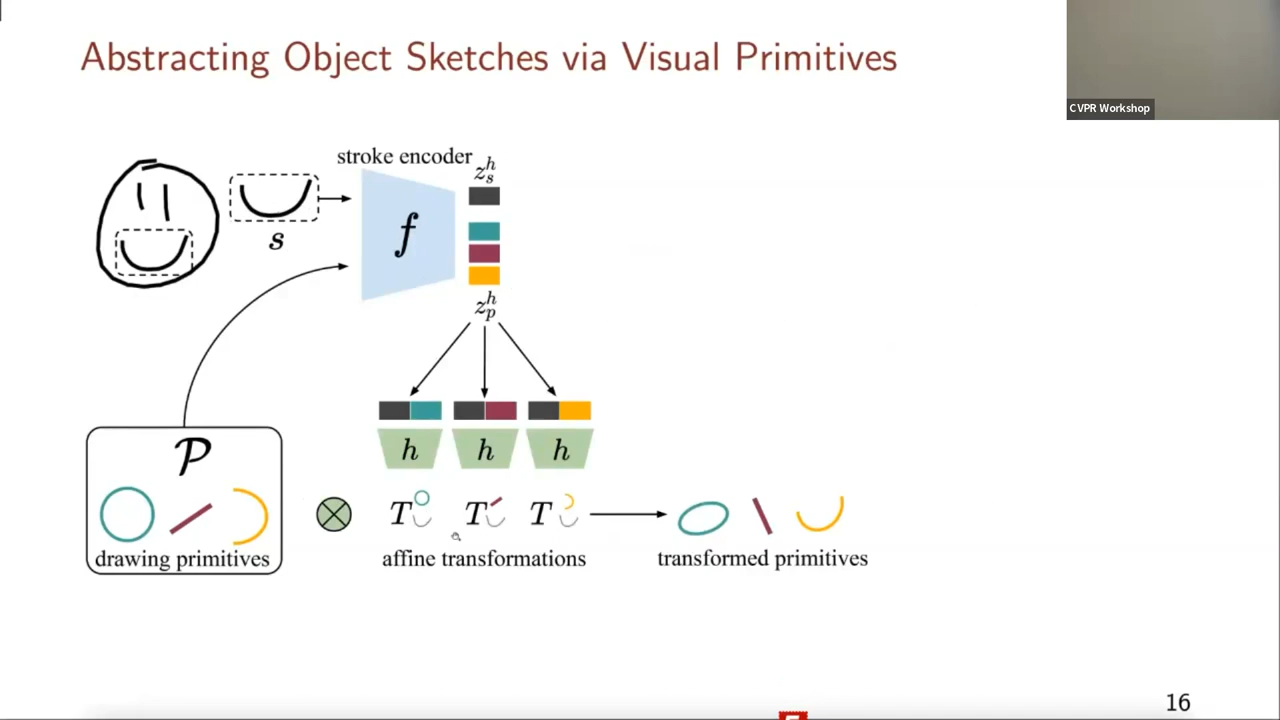 Abstracting Object Sketches via Visual Primitives
CVPR Workshop
stroke encoder
z_s^h
s
f
z_p^h
h h h
P
T T T
drawing primitives
affine transformations
transformed primitives
16